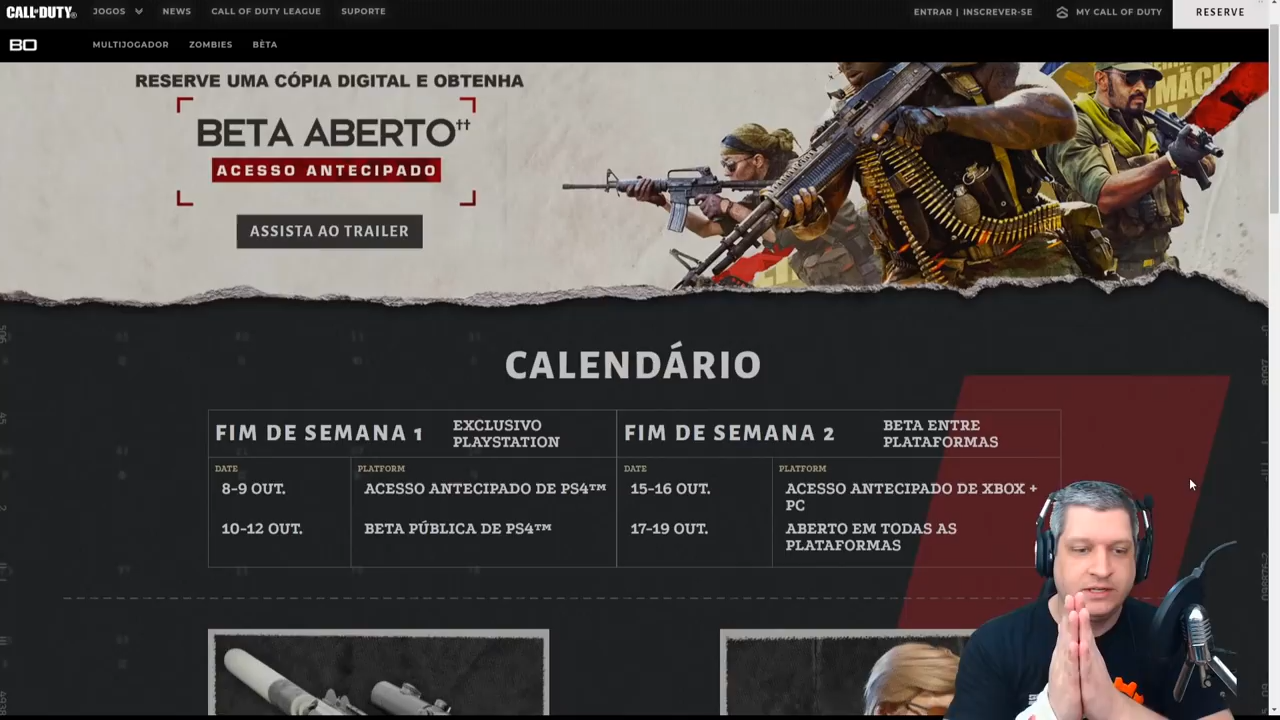 CALL OF DUTY®
JOGOS
NEWS
CALL OF DUTY LEAGUE
SUPORTE
ENTRAR | INSCREVER-SE
MY CALL OF DUTY
RESERVE
BO
MULTIJOGADOR
ZOMBIES
BÈTA
RESERVE UMA CÓPIA DIGITAL E OBTENHA
BETA ABERTO††
ACESSO ANTECIPADO
ASSISTA AO TRAILER
CALENDÁRIO
FIM DE SEMANA 1
EXCLUSIVO
PLAYSTATION
DATE
PLATFORM
8-9 OUT.
ACESSO ANTECIPADO DE PS4™
10-12 OUT.
BETA PÚBLICA DE PS4™
FIM DE SEMANA 2
BETA ENTRE
PLATAFORMAS
DATE
PLATFORM
15-16 OUT.
ACESSO ANTECIPADO DE XBOX +
PC
17-19 OUT.
ABERTO EM TODAS AS
PLATAFORMAS